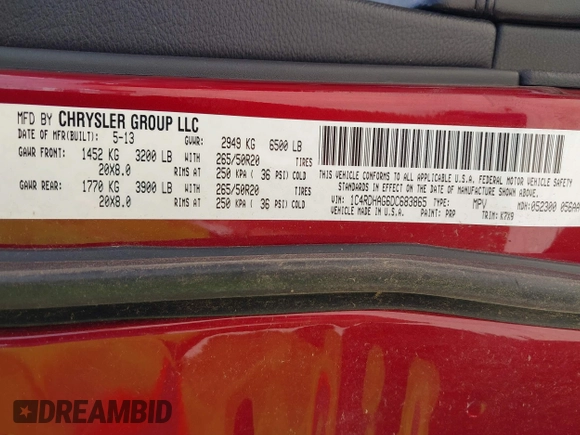 MFD BY CHRYSLER GROUP LLC
DATE OF MFR(BUILT): 5-13 GVWR: 2949 KG 6500 LB
GAWR FRONT: 1452 KG 3200 LB WITH 265/50R20 TIRES
20X8.0 RIMS AT 250 KPA ( 36 PSI) COLD
GAWR REAR: 1770 KG 3900 LB WITH 265/50R20 TIRES
20X8.0 RIMS AT 250 KPA ( 36 PSI) COLD
THIS VEHICLE CONFORMS TO ALL APPLICABLE U.S.A. FEDERAL MOTOR VEHICLE SAFETY
STANDARDS IN EFFECT ON THE DATE OF MANUFACTURE SHOWN ABOVE.
VIN: 1C4RDHAG6DC683865 TYPE: MPV MDH: 052300 056AA
MADE IN U.S.A. PAINT: PRP TRIM: K7X9
DREAMBID